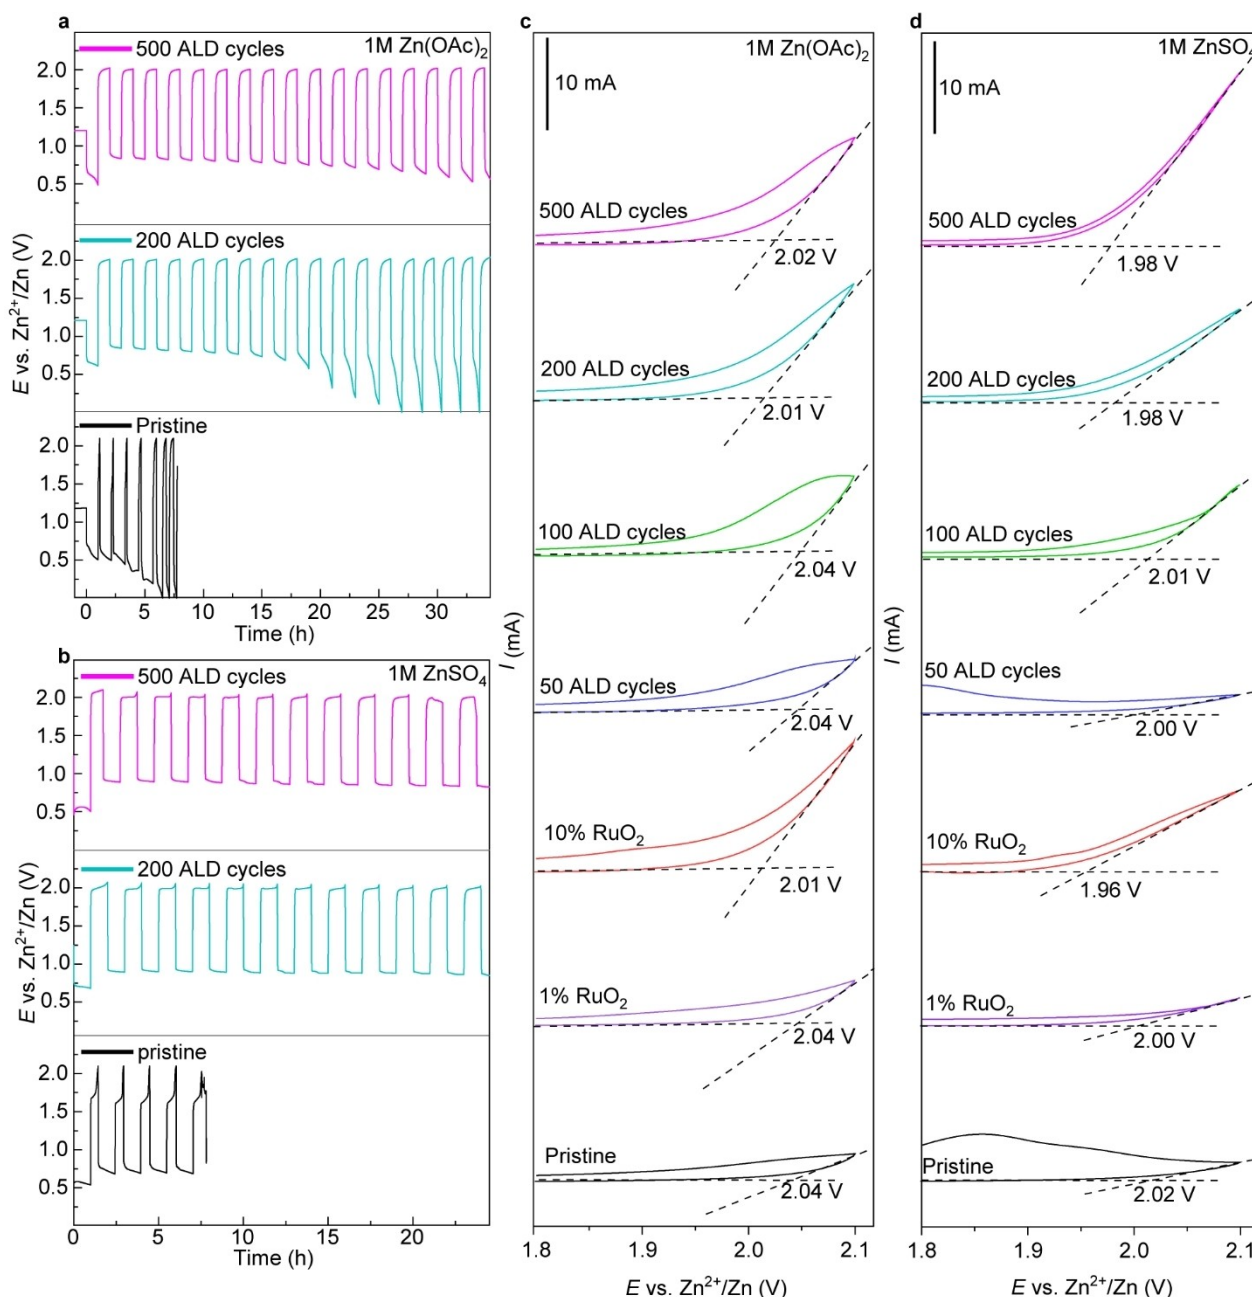 a
500 ALD cycles
1M Zn(OAc)₂
2.0
1.5
1.0
0.5
200 ALD cycles
2.0
1.5
1.0
0.5
E vs. Zn²⁺/Zn (V)
Pristine
2.0
1.5
1.0
0.5
0 5 10 15 20 25 30
Time (h)
b
500 ALD cycles
1M ZnSO₄
2.0
1.5
1.0
0.5
200 ALD cycles
2.0
1.5
1.0
0.5
E vs. Zn²⁺/Zn (V)
pristine
2.0
1.5
1.0
0.5
0 5 10 15 20
Time (h)
c
1M Zn(OAc)₂
10 mA
500 ALD cycles
2.02 V
200 ALD cycles
2.01 V
100 ALD cycles
2.04 V
I (mA)
50 ALD cycles
2.04 V
10% RuO₂
2.01 V
1% RuO₂
2.04 V
Pristine
2.04 V
1.8 1.9 2.0 2.1
E vs. Zn²⁺/Zn (V)
d
1M ZnSO₄
10 mA
500 ALD cycles
1.98 V
200 ALD cycles
1.98 V
100 ALD cycles
2.01 V
I (mA)
50 ALD cycles
2.00 V
10% RuO₂
1.96 V
1% RuO₂
2.00 V
Pristine
2.02 V
1.8 1.9 2.0 2.1
E vs. Zn²⁺/Zn (V)